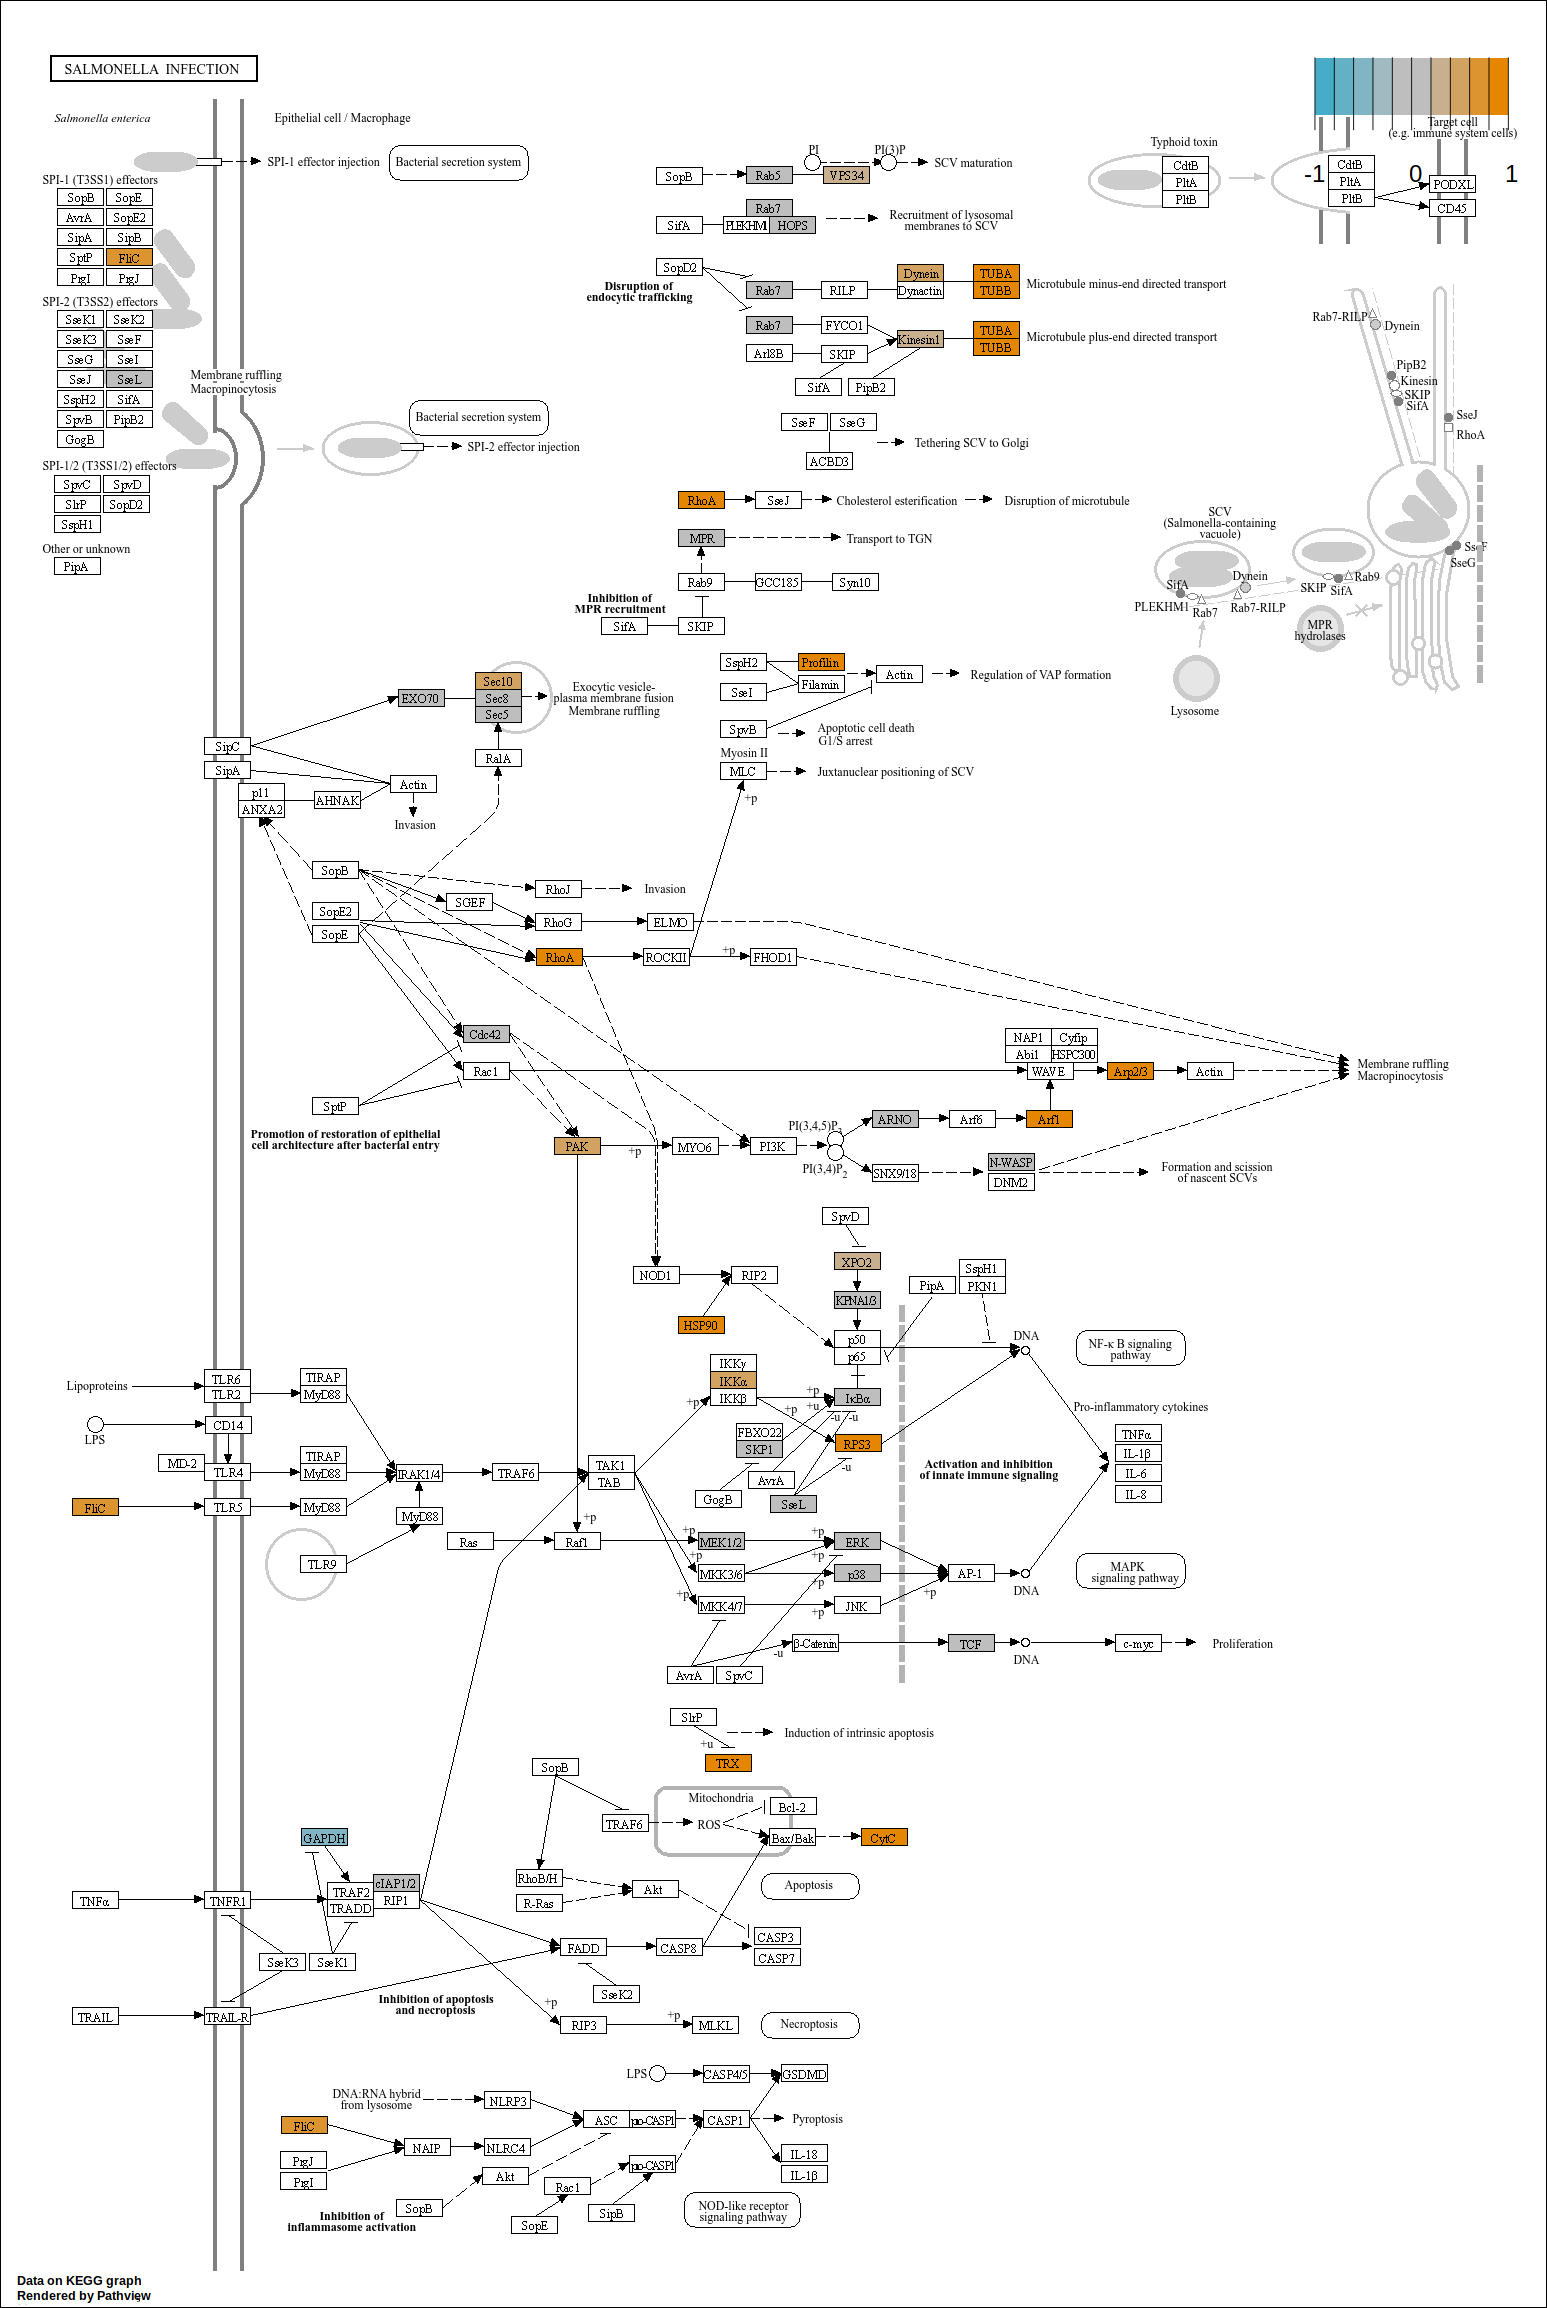 SALMONELLA INFECTION
Salmonella enterica
Epithelial cell / Macrophage
SPI-1 effector injection
Bacterial secretion system
SPI-1 (T3SS1) effectors
SopB SopE
AvrA SopE2
SipA SipB
SptP FliC
PrgI PrgJ
SPI-2 (T3SS2) effectors
SseK1 SseK2
SseK3 SseF
SseG SseI
SseJ SseL
SspH2 SifA
SpvB PipB2
GogB
SPI-1/2 (T3SS1/2) effectors
SpvC SpvD
SlrP SopD2
SspH1
Other or unknown
PipA
Membrane ruffling
Macropinocytosis
Bacterial secretion system
SPI-2 effector injection
PI PI(3)P
SopB Rab5 VPS34
SCV maturation
Rab7
SifA PLEKHM1 HOPS
Recruitment of lysosomal
membranes to SCV
SopD2
Disruption of
endocytic trafficking
Rab7 RILP
Dynein
Dynactin
TUBA
TUBB
Microtubule minus-end directed transport
Rab7 FYCO1
Arl8B SKIP
Kinesin1
TUBA
TUBB
Microtubule plus-end directed transport
SifA PipB2
SseF SseG
ACBD3
Tethering SCV to Golgi
RhoA SseJ
Cholesterol esterification
Disruption of microtubule
MPR
Transport to TGN
Rab9 GCC185 Syn10
Inhibition of
MPR recruitment
SifA SKIP
Typhoid toxin
CdtB
PltA
PltB
-1 0 1
CdtB
PltA
PltB
Target cell
(e.g. immune system cells)
PODXL
CD45
Rab7-RILP
Dynein
PipB2
Kinesin
SKIP
SifA
SseJ
RhoA
SCV
(Salmonella-containing
vacuole)
SseF
SseG
SifA
Dynein
PLEKHM1
Rab7
Rab7-RILP
SKIP
SifA
Rab9
MPR
hydrolases
Lysosome
SspH2 Profilin
SseI Filamin
Actin
Regulation of VAP formation
SpvB
Apoptotic cell death
G1/S arrest
Myosin II
MLC
Juxtanuclear positioning of SCV
+p
EXO70
Sec10
Sec8
Sec5
Exocytic vesicle-
plasma membrane fusion
Membrane ruffling
RalA
SipC
SipA
p11
ANXA2
AHNAK
Actin
Invasion
SopB
SopE2
SopE
RhoJ
Invasion
SGEF
RhoG ELMO
RhoA ROCKII
+p
FHOD1
Cdc42
Rac1
SptP
Promotion of restoration of epithelial
cell architecture after bacterial entry
NAP1 Cyfip
Abi1 HSPC300
WAVE Arp2/3 Actin
Membrane ruffling
Macropinocytosis
PAK
+p
MYO6 PI3K
PI(3,4,5)P3
PI(3,4)P2
ARNO Arf6 Arf1
SNX9/18
N-WASP
DNM2
Formation and scission
of nascent SCVs
SpvD
XPO2
KPNA1/3
p50
p65
PipA
SspH1
PKN1
NOD1 RIP2
HSP90
DNA
NF-κ B signaling
pathway
IKKγ
IKKα
IKKβ
+p
+p
+u
IκBα
-u -u
+p
RPS3
-u
FBXO22
SKP1
AvrA
GogB
SseL
Activation and inhibition
of innate immune signaling
Pro-inflammatory cytokines
TNFα
IL-1β
IL-6
IL-8
Lipoproteins
TLR6
TLR2
TIRAP
MyD88
LPS
CD14
MD-2
TLR4
TIRAP
MyD88
IRAK1/4 TRAF6
TAK1
TAB
FliC TLR5 MyD88
MyD88
TLR9
Ras Raf1
+p
+p
MEK1/2
+p
ERK
+p
+p
MKK3/6
+p
p38
+p
MKK4/7
+p
JNK
+p
AP-1
DNA
MAPK
signaling pathway
β-Catenin
-u
TCF
DNA
c-myc
Proliferation
AvrA SpvC
SlrP
+u
TRX
Induction of intrinsic apoptosis
SopB
TRAF6
Mitochondria
ROS
Bcl-2
Bax/Bak
CytC
RhoB/H
R-Ras
Akt
Apoptosis
GAPDH
cIAP1/2
TRAF2 RIP1
TRADD
TNFα TNFR1
SseK3 SseK1
FADD CASP8
CASP3
CASP7
SseK2
TRAIL TRAIL-R
Inhibition of apoptosis
and necroptosis
+p
RIP3
+p
MLKL
Necroptosis
LPS
CASP4/5 GSDMD
DNA:RNA hybrid
from lysosome
NLRP3
FliC
PrgJ
PrgI
NAIP NLRC4
ASC pro-CASP1 CASP1
Pyroptosis
IL-18
IL-1β
pro-CASP1
Akt
SopB
Rac1
SopE
SipB
Inhibition of
inflammasome activation
NOD-like receptor
signaling pathway
Data on KEGG graph
Rendered by Pathview